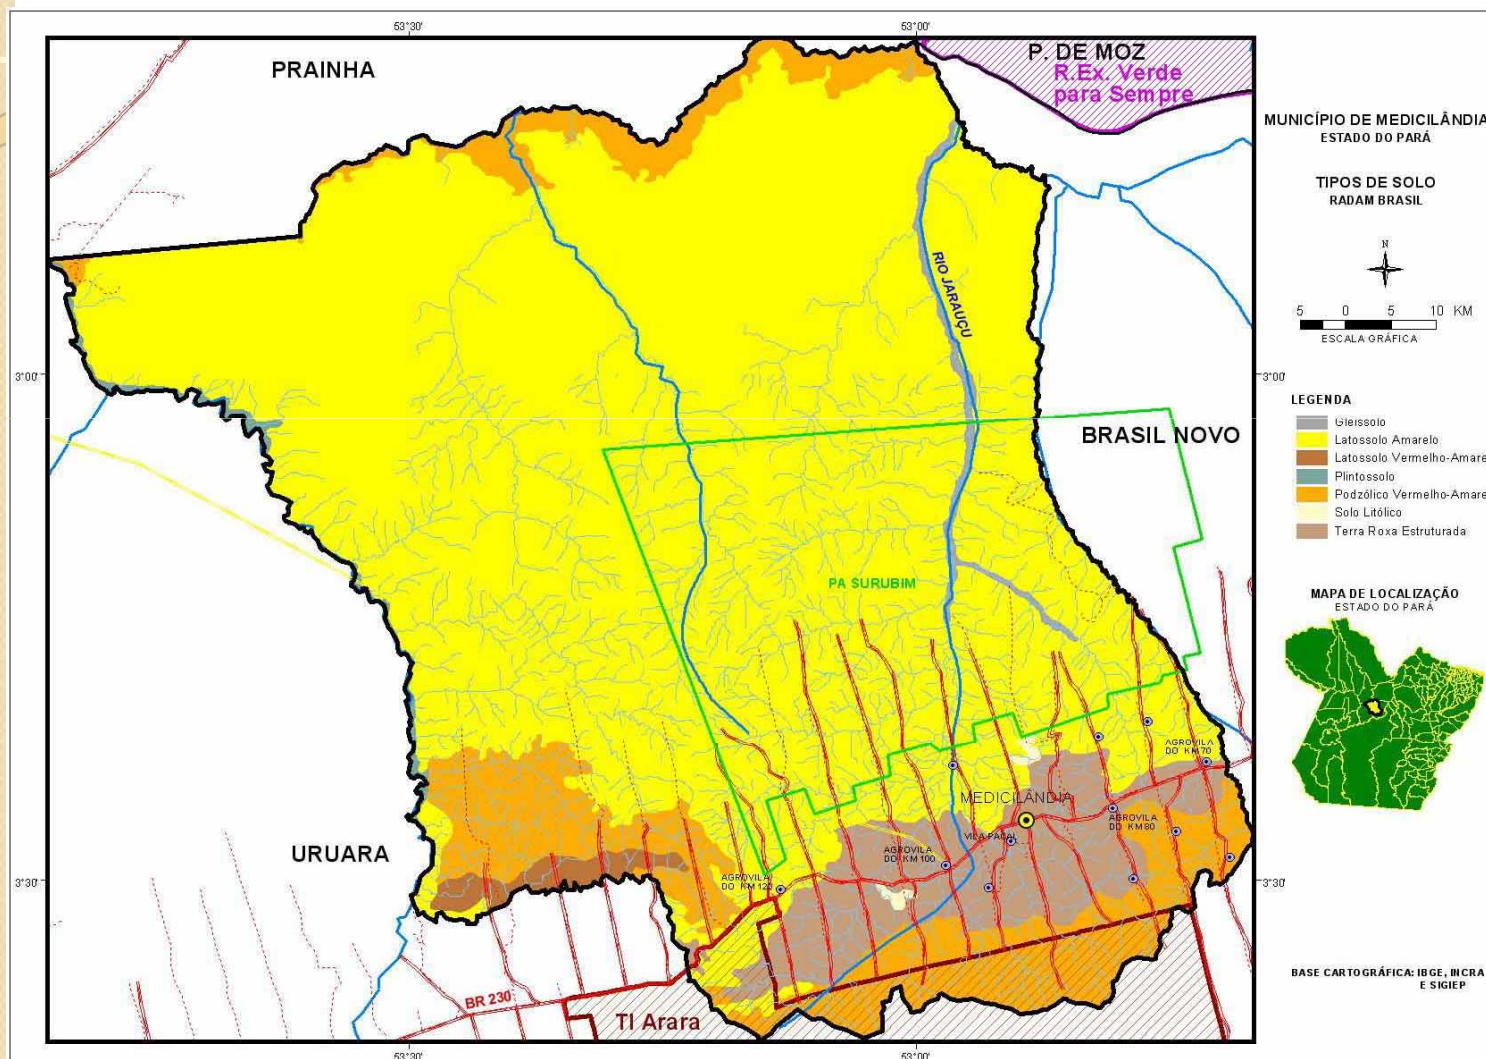 53°30'
53°00'
PRAINHA
P. DE MOZ
R.Ex. Verde
para Sempre
MUNICÍPIO DE MEDICILÂNDIA
ESTADO DO PARÁ
TIPOS DE SOLO
RADAM BRASIL
N
5 0 5 10 KM
ESCALA GRÁFICA
RIO JARAUÇU
3°00'
3°00'
LEGENDA
Gleissolo
Latossolo Amarelo
Latossolo Vermelho-Amare
Plintossolo
Podzólico Vermelho-Amare
Solo Litólico
Terra Roxa Estruturada
BRASIL NOVO
PA SURUBIM
MAPA DE LOCALIZAÇÃO
ESTADO DO PARÁ
AGROVILA
DO KM 70
MEDICILÂNDIA
AGROVILA
DO KM 80
VILA PACAL
AGROVILA
DO KM 100
URUARA
AGROVILA
DO KM 120
3°30'
3°30'
BR 230
TI Arara
BASE CARTOGRÁFICA: IBGE, INCRA
E SIGIEP
53°30'
53°00'